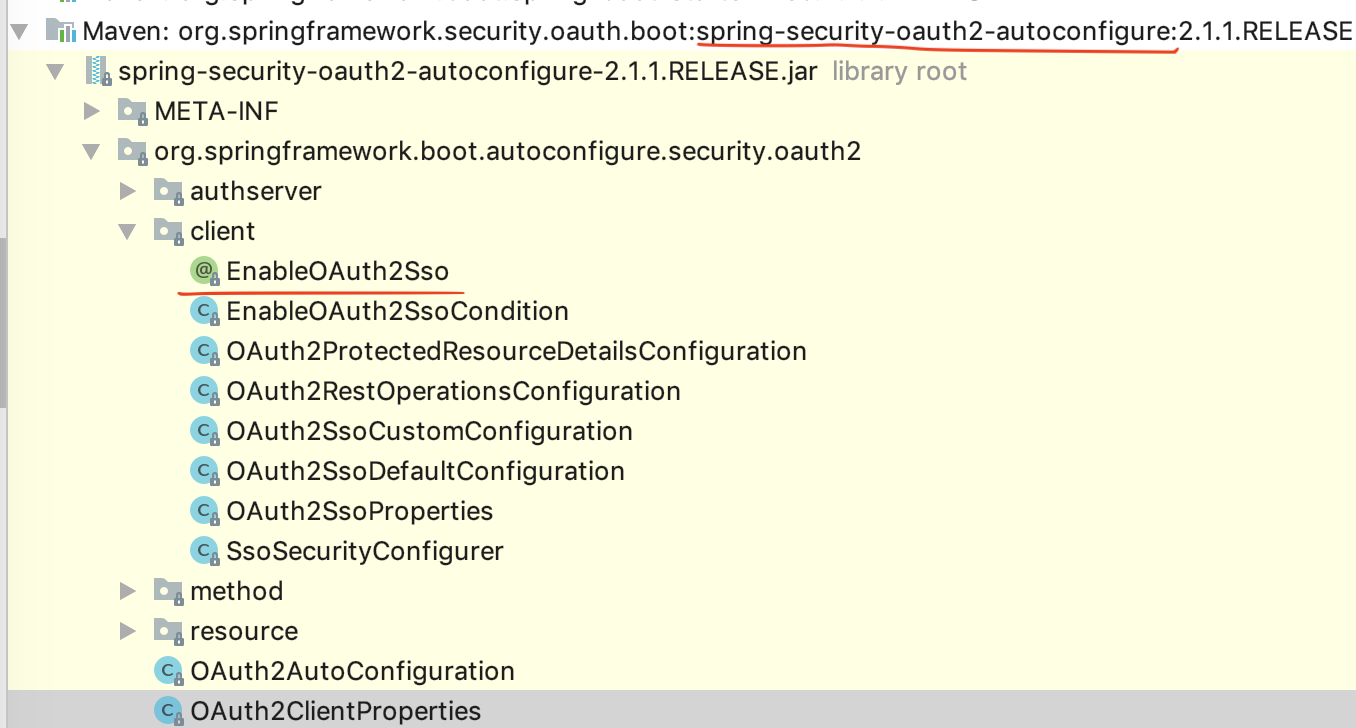 Maven: org.springframework.security.oauth.boot:spring-security-oauth2-autoconfigure:2.1.1.RELEASE
spring-security-oauth2-autoconfigure-2.1.1.RELEASE.jar library root
META-INF
org.springframework.boot.autoconfigure.security.oauth2
authserver
client
@ EnableOAuth2Sso
C EnableOAuth2SsoCondition
C OAuth2ProtectedResourceDetailsConfiguration
C OAuth2RestOperationsConfiguration
C OAuth2SsoCustomConfiguration
C OAuth2SsoDefaultConfiguration
C OAuth2SsoProperties
C SsoSecurityConfigurer
method
resource
C OAuth2AutoConfiguration
C OAuth2ClientProperties